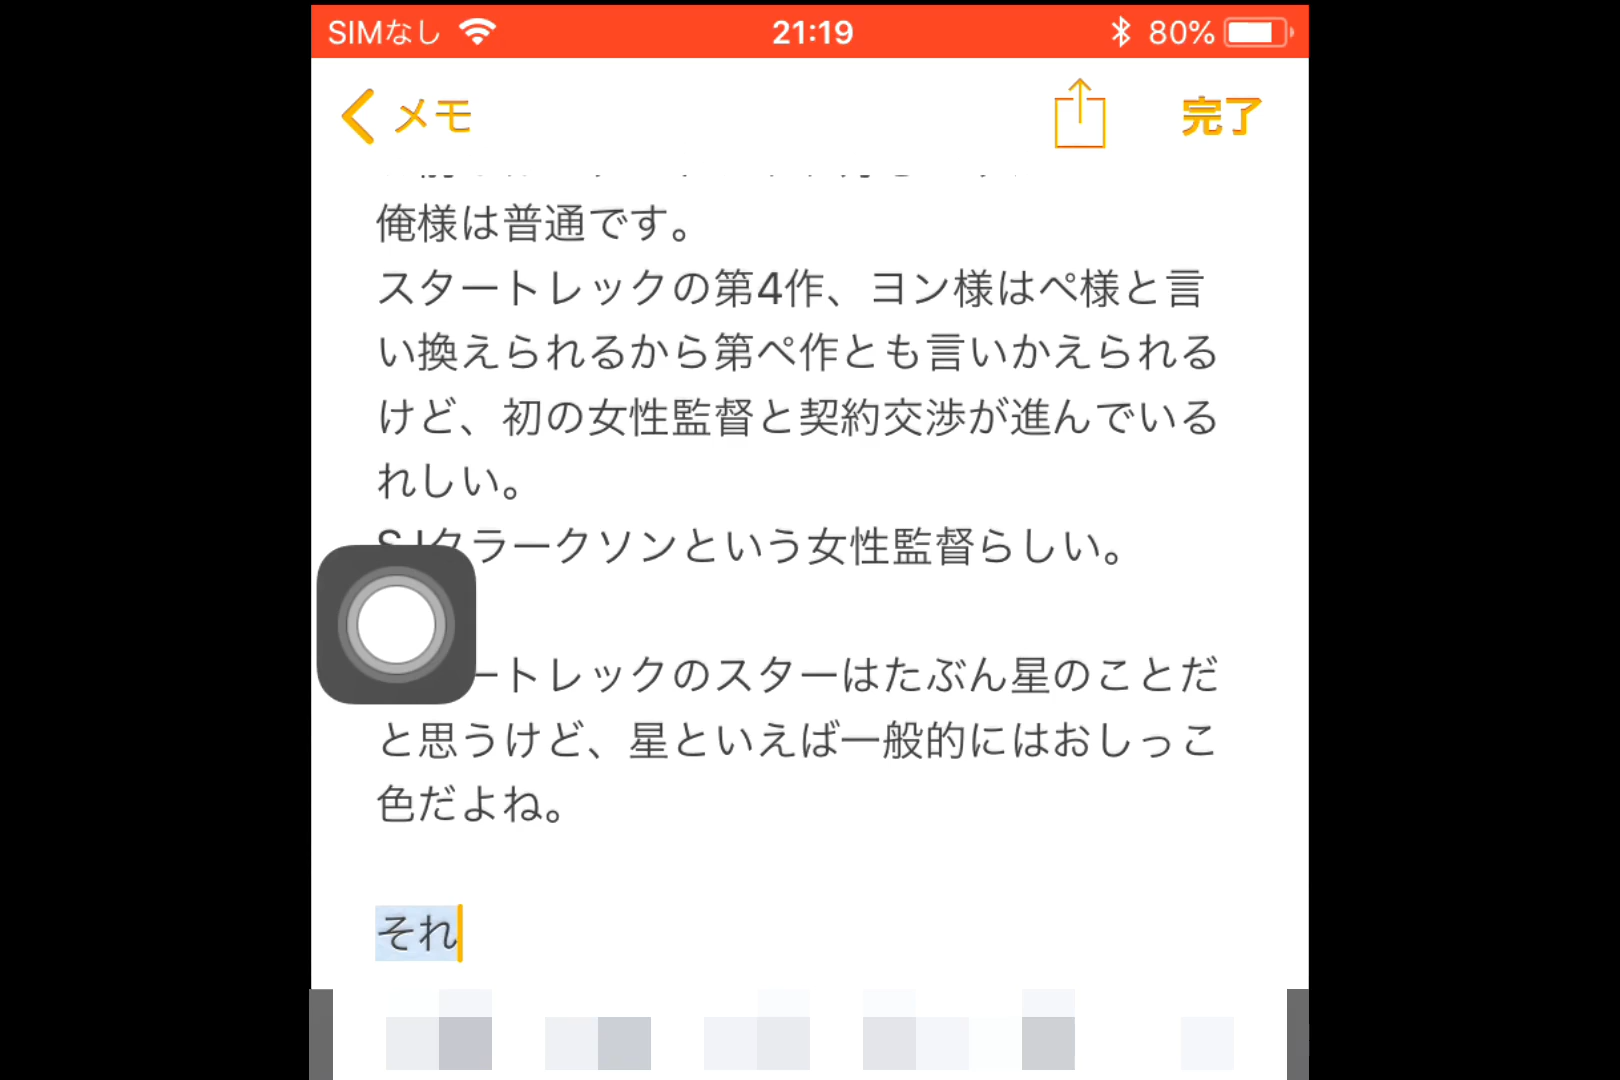 SIMなし 21:19 80%
メモ 完了
俺様は普通です。
スタートレックの第4作、ヨン様はペ様と言
い換えられるから第ペ作とも言いかえられる
けど、初の女性監督と契約交渉が進んでいる
れしい。
SJクラークソンという女性監督らしい。
ートレックのスターはたぶん星のことだ
と思うけど、星といえば一般的にはおしっこ
色だよね。
それ